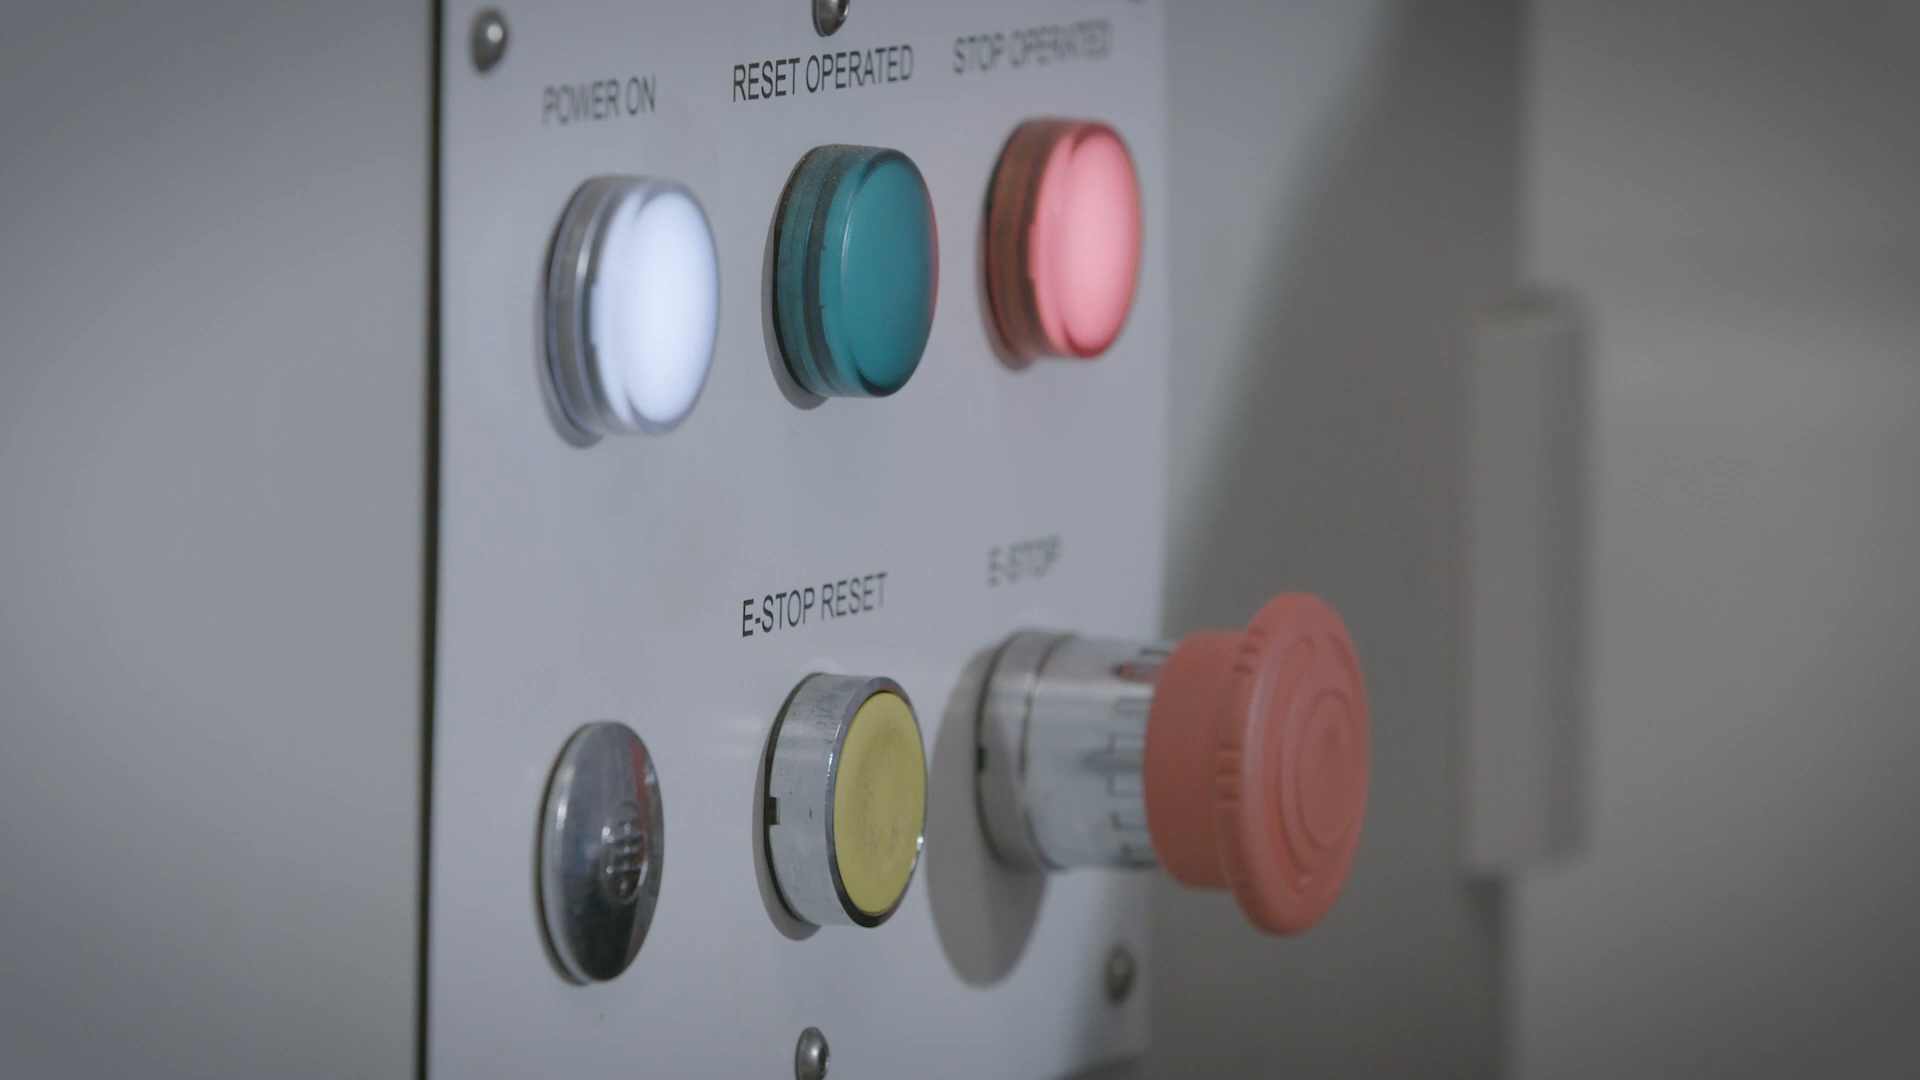 POWER ON
RESET OPERATED
STOP OPERATED
E-STOP RESET
E-STOP